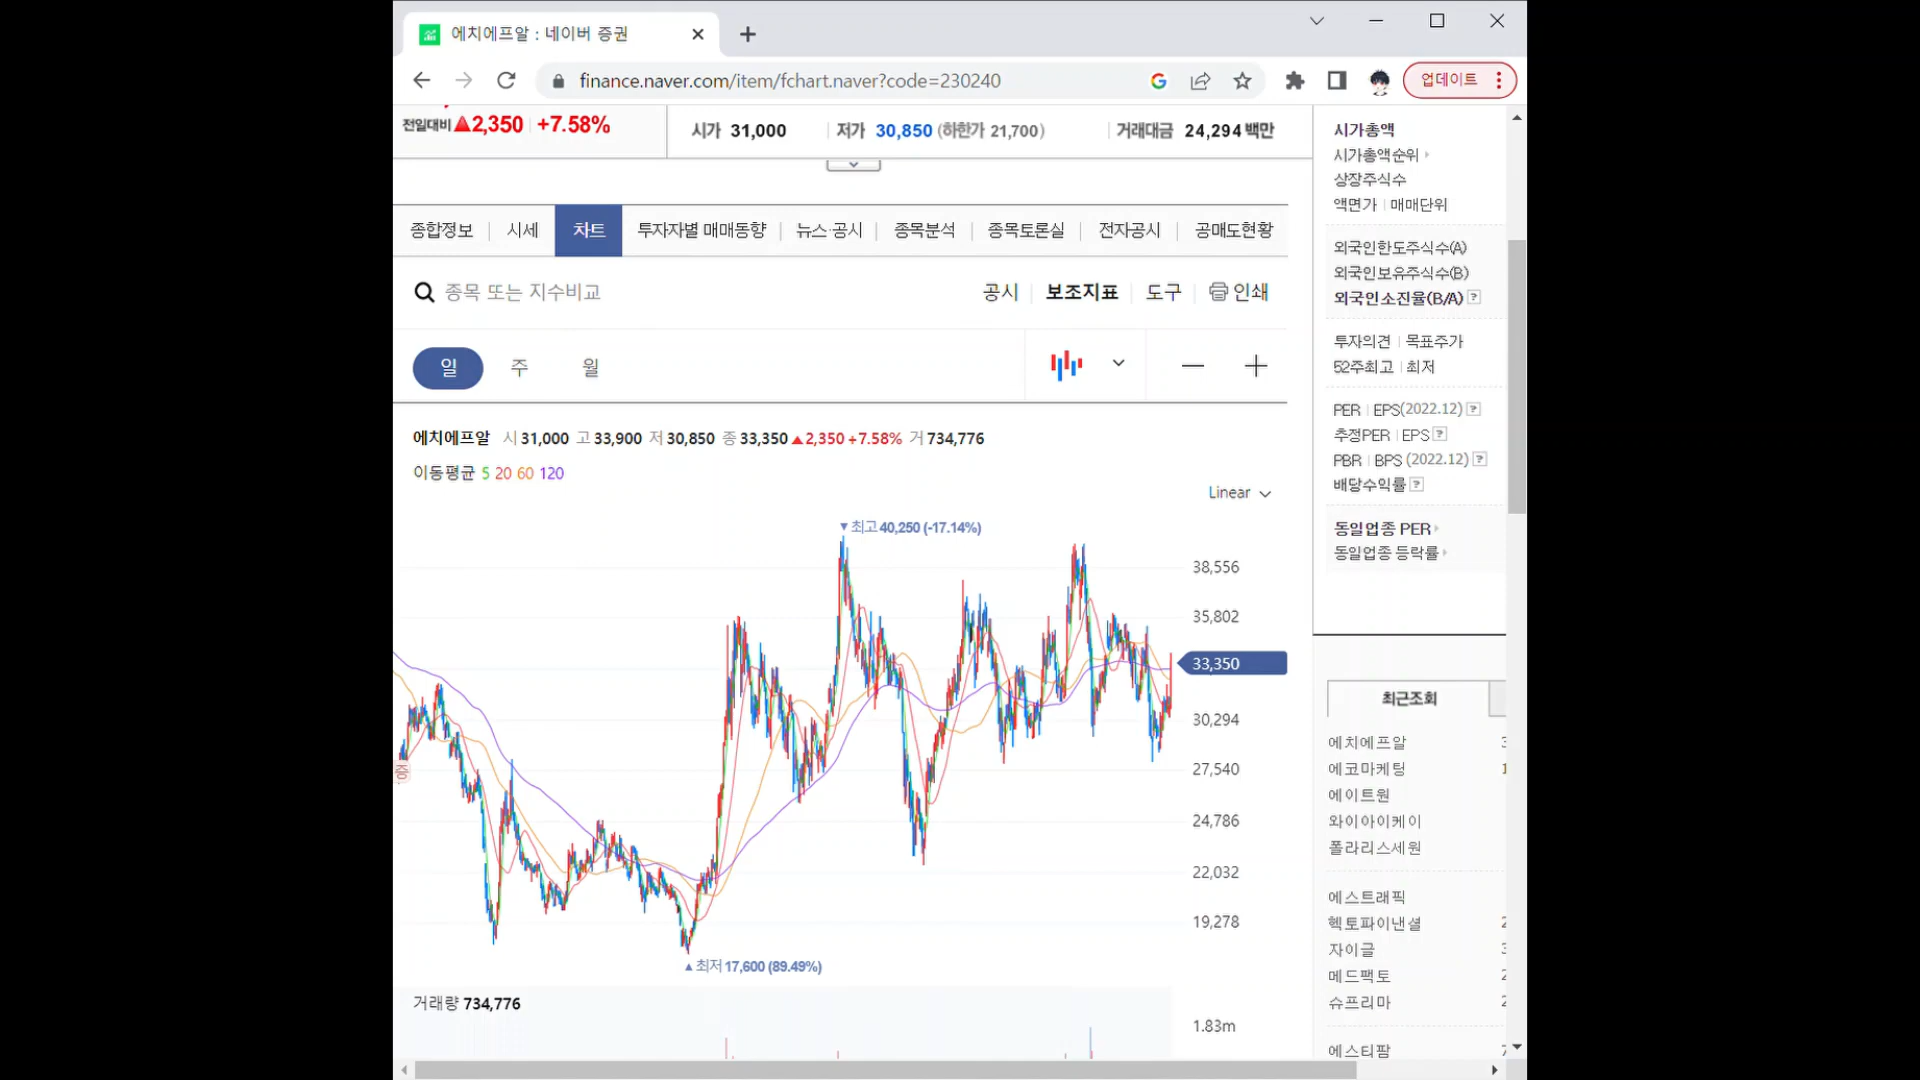 에치에프알 : 네이버 증권
finance.naver.com/item/fchart.naver?code=230240
업데이트
전일대비 ▲2,350 +7.58%
시가 31,000 저가 30,850 (하한가 21,700) 거래대금 24,294 백만
종합정보 시세 차트 투자자별 매매동향 뉴스·공시 종목분석 종목토론실 전자공시 공매도현황
종목 또는 지수비교 공시 보조지표 도구 인쇄
일 주 월
에치에프알 시 31,000 고 33,900 저 30,850 종 33,350 ▲2,350 +7.58% 거 734,776
이동평균 5 20 60 120
Linear
▼최고 40,250 (-17.14%)
38,556
35,802
33,350
30,294
27,540
24,786
22,032
19,278
▲최저 17,600 (89.49%)
거래량 734,776
1.83m
시가총액
시가총액순위
상장주식수
액면가 매매단위
외국인한도주식수(A)
외국인보유주식수(B)
외국인소진율(B/A) ?
투자의견 목표주가
52주최고 최저
PER EPS(2022.12) ?
추정PER EPS ?
PBR BPS (2022.12) ?
배당수익률 ?
동일업종 PER
동일업종 등락률
최근조회
에치에프알
에코마케팅
에이트원
와이아이케이
폴라리스세원
에스트래픽
헥토파이낸셜
자이글
메드팩토
슈프리마
에스티팜